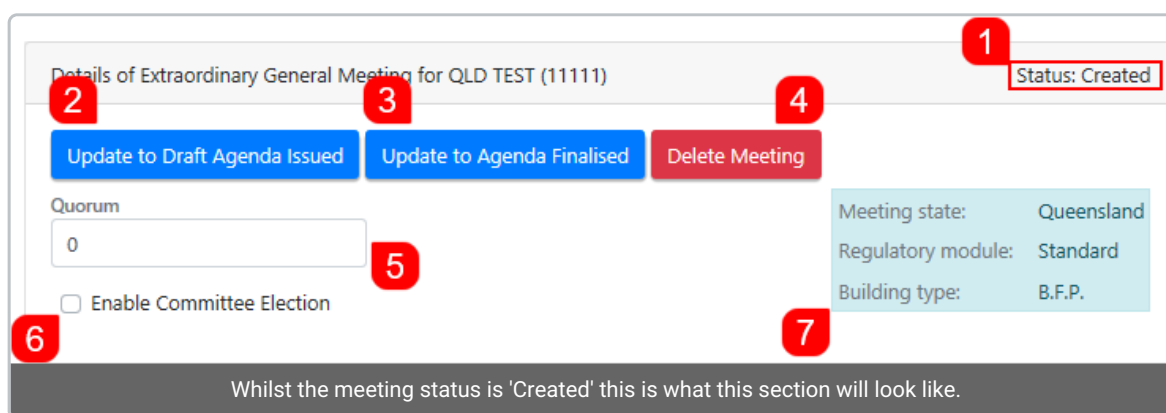 1
Details of Extraordinary General Meeting for QLD TEST (11111)
Status: Created
2
3
4
Update to Draft Agenda Issued
Update to Agenda Finalised
Delete Meeting
Quorum
0
5
Enable Committee Election
6
Meeting state: Queensland
Regulatory module: Standard
Building type: B.F.P.
7
Whilst the meeting status is 'Created' this is what this section will look like.